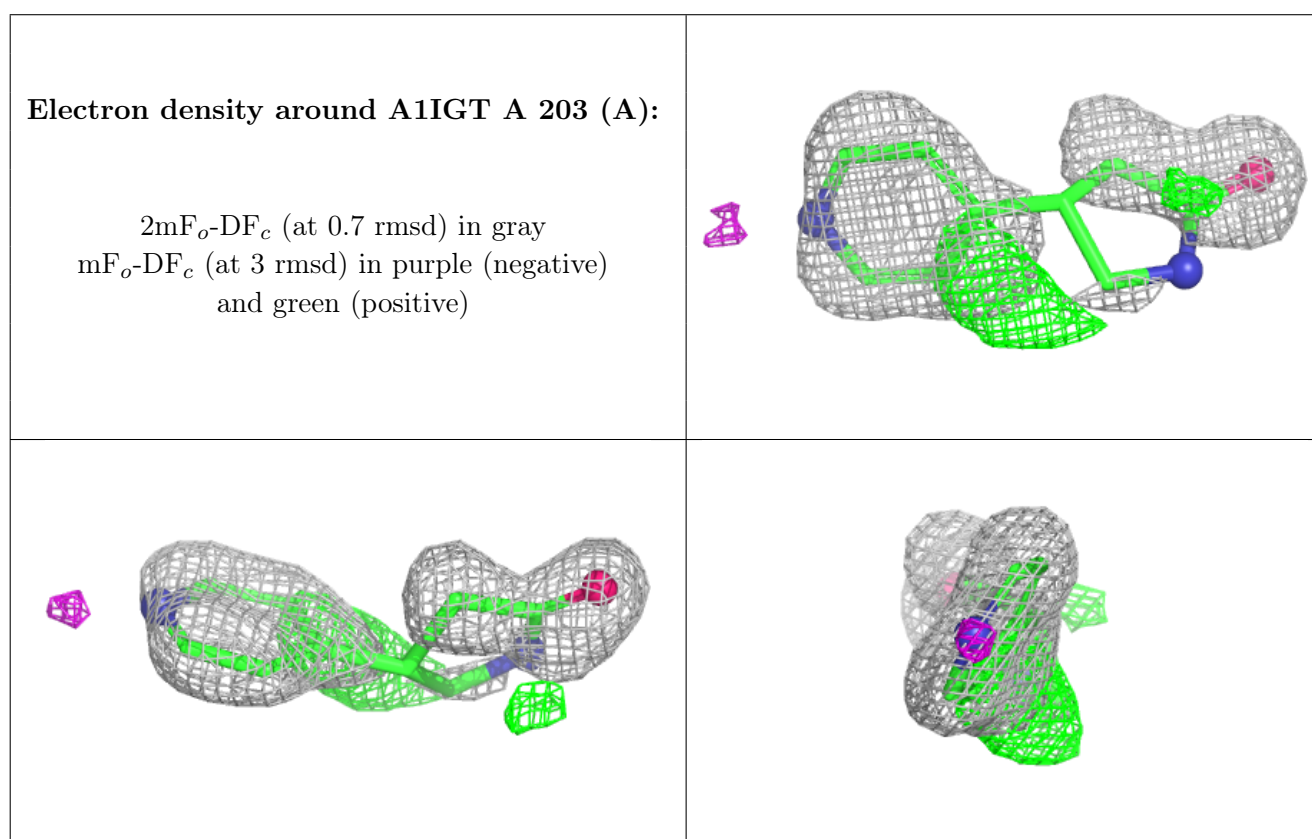 Electron density around A1IGT A 203 (A):
2mFo-DFc (at 0.7 rmsd) in gray
mFo-DFc (at 3 rmsd) in purple (negative)
and green (positive)